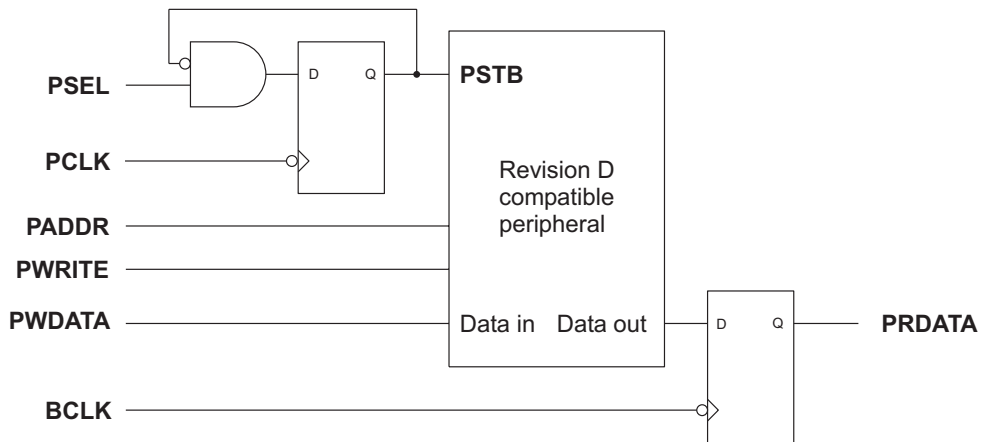 PSEL
D
Q
PSTB
PCLK
Revision D
compatible
peripheral
PADDR
PWRITE
PWDATA
Data in
Data out
D
Q
PRDATA
BCLK